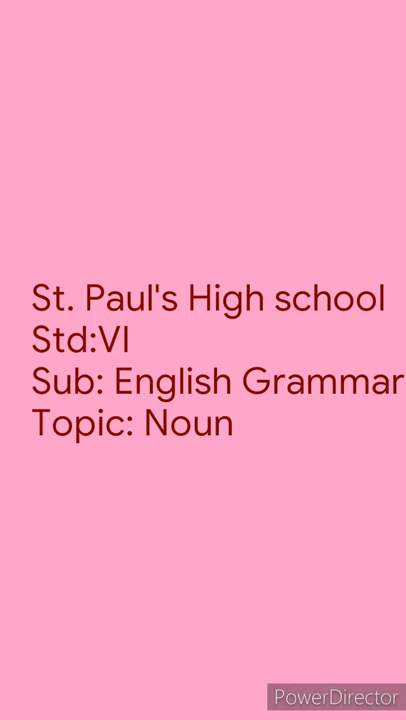 St. Paul's High school
Std:VI
Sub: English Grammar
Topic: Noun
PowerDirector